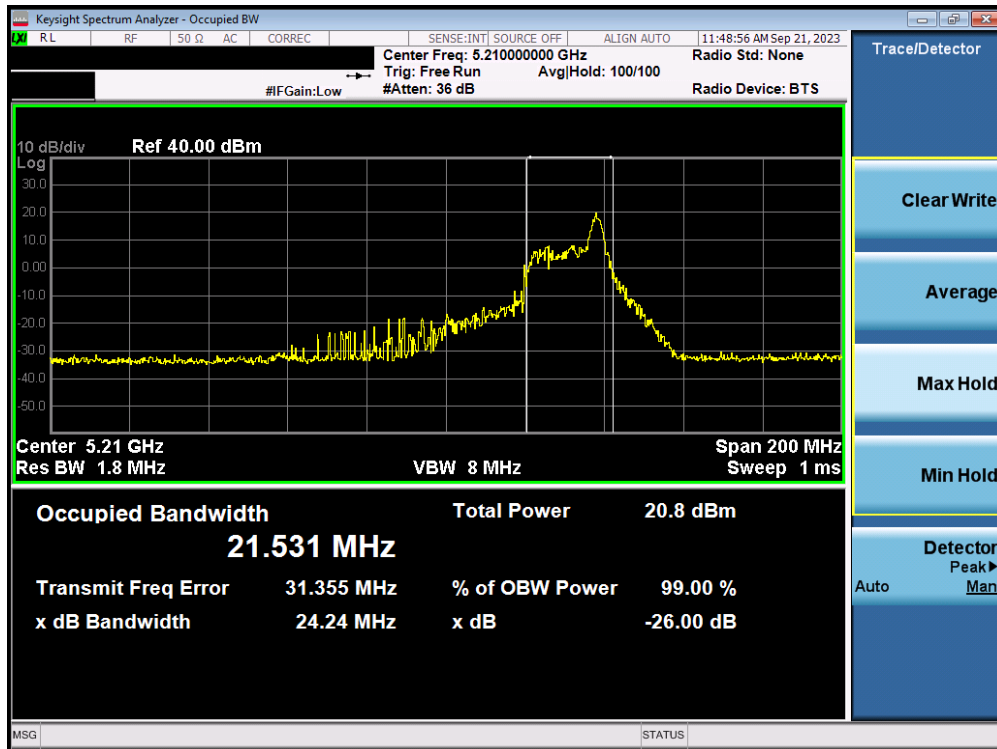 Keysight Spectrum Analyzer - Occupied BW
LXI RL RF 50 Ω AC CORREC SENSE:INT SOURCE OFF ALIGN AUTO 11:48:56 AM Sep 21, 2023
Center Freq: 5.210000000 GHz Radio Std: None
Trig: Free Run Avg|Hold: 100/100
#IFGain:Low #Atten: 36 dB Radio Device: BTS
Trace/Detector
10 dB/div Ref 40.00 dBm
Log
30.0
20.0
10.0
0.00
-10.0
-20.0
-30.0
-40.0
-50.0
Center 5.21 GHz Span 200 MHz
Res BW 1.8 MHz VBW 8 MHz Sweep 1 ms
Occupied Bandwidth Total Power 20.8 dBm
21.531 MHz
Transmit Freq Error 31.355 MHz % of OBW Power 99.00 %
x dB Bandwidth 24.24 MHz x dB -26.00 dB
Clear Write
Average
Max Hold
Min Hold
Detector
Peak▶
Auto Man
MSG STATUS